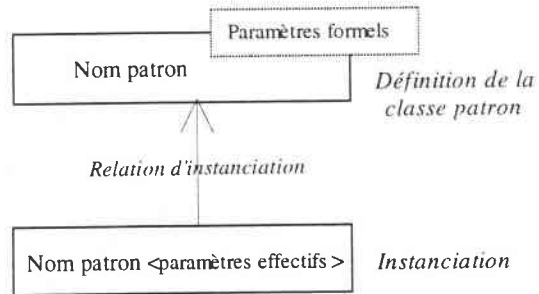 Paramètres formels
Nom patron
Définition de la
classe patron
Relation d'instanciation
Nom patron <paramètres effectifs>
Instanciation